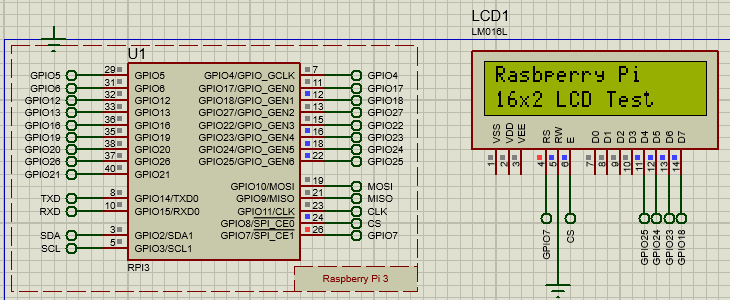 LCD1
LM016L
Rasbperry Pi
16x2 LCD Test
VSS VDD VEE RS RW E D0 D1 D2 D3 D4 D5 D6 D7
1 2 3 4 5 6 7 8 9 10 11 12 13 14
GPIO7 CS GPIO25 GPIO24 GPIO23 GPIO18
U1
GPIO5 29 GPIO5 GPIO4/GPIO_GCLK 7 GPIO4
GPIO6 31 GPIO6 GPIO17/GPIO_GEN0 11 GPIO17
GPIO12 32 GPIO12 GPIO18/GPIO_GEN1 12 GPIO18
GPIO13 33 GPIO13 GPIO27/GPIO_GEN2 13 GPIO27
GPIO16 36 GPIO16 GPIO22/GPIO_GEN3 15 GPIO22
GPIO19 35 GPIO19 GPIO23/GPIO_GEN4 16 GPIO23
GPIO20 38 GPIO20 GPIO24/GPIO_GEN5 18 GPIO24
GPIO26 37 GPIO26 GPIO25/GPIO_GEN6 22 GPIO25
GPIO21 40 GPIO21
GPIO10/MOSI 19 MOSI
TXD 8 GPIO14/TXD0 GPIO9/MISO 21 MISO
RXD 10 GPIO15/RXD0 GPIO11/CLK 23 CLK
GPIO8/SPI_CE0 24 CS
SDA 3 GPIO2/SDA1 GPIO7/SPI_CE1 26 GPIO7
SCL 5 GPIO3/SCL1
RPI3
Raspberry Pi 3